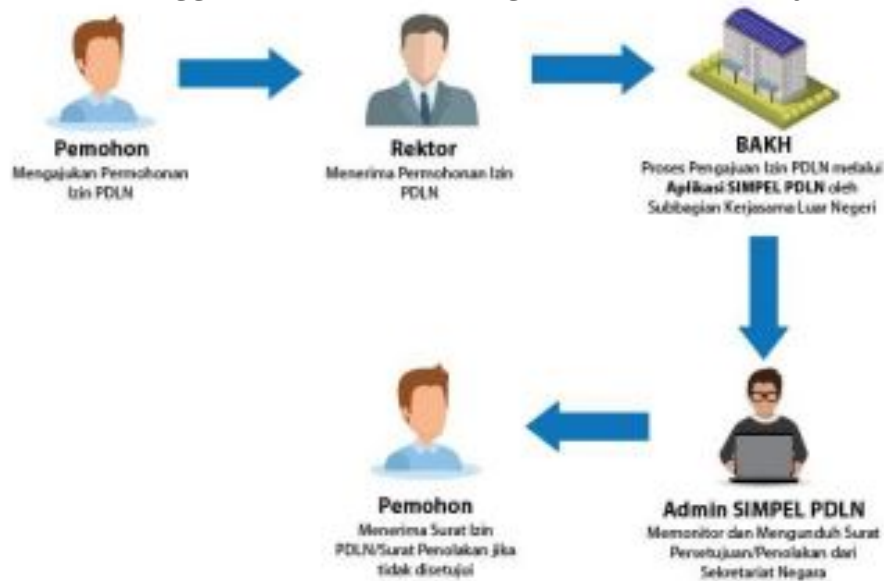 Pemohon
Mengajukan Permohonan
Izin PDLN
Rektor
Menerima Permohonan Izin
PDLN
BAKH
Proses Pengajuan Izin PDLN melalui
Aplikasi SIMPEL PDLN oleh
Subbagian Kerjasama Luar Negeri
Pemohon
Menerima Surat Izin
PDLN/Surat Penolakan jika
tidak disetujui
Admin SIMPEL PDLN
Memonitor dan Mengunduh Surat
Persetujuan/Penolakan dari
Sekretariat Negara